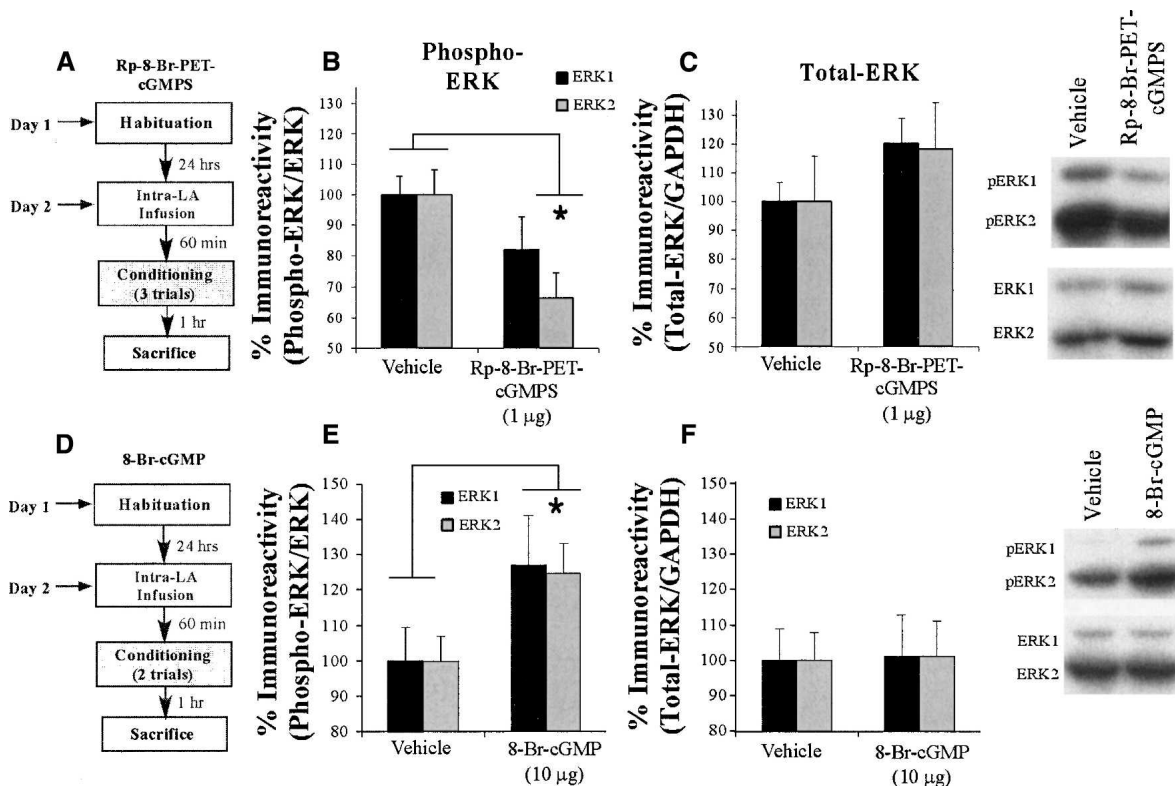 A
Rp-8-Br-PET-
cGMPS
Day 1
Habituation
24 hrs
Day 2
Intra-LA
Infusion
60 min
Conditioning
(3 trials)
1 hr
Sacrifice
B
Phospho-
ERK
ERK1
ERK2
% Immunoreactivity
(Phospho-ERK/ERK)
130
120
110
100
90
80
70
60
50
*
Vehicle
Rp-8-Br-PET-
cGMPS
(1 µg)
C
Total-ERK
% Immunoreactivity
(Total-ERK/GAPDH)
130
120
110
100
90
80
70
60
50
Vehicle
Rp-8-Br-PET-
cGMPS
(1 µg)
Vehicle
Rp-8-Br-PET-
cGMPS
pERK1
pERK2
ERK1
ERK2
D
8-Br-cGMP
Day 1
Habituation
24 hrs
Day 2
Intra-LA
Infusion
60 min
Conditioning
(2 trials)
1 hr
Sacrifice
E
ERK1
ERK2
% Immunoreactivity
(Phospho-ERK/ERK)
150
140
130
120
110
100
90
80
*
Vehicle
8-Br-cGMP
(10 µg)
F
ERK1
ERK2
% Immunoreactivity
(Total-ERK/GAPDH)
150
140
130
120
110
100
90
80
Vehicle
8-Br-cGMP
(10 µg)
Vehicle
8-Br-cGMP
pERK1
pERK2
ERK1
ERK2